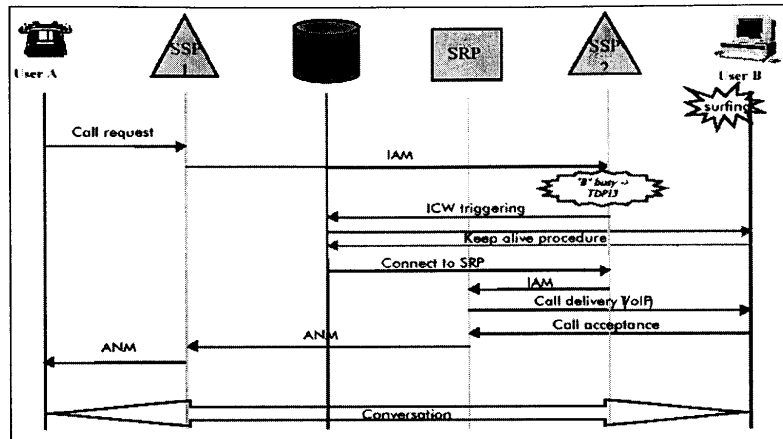 User A
SSP
1
SRP
SSP
2
User B
surfing
Call request
IAM
"B" busy ->
TDP13
ICW triggering
Keep alive procedure
Connect to SRP
IAM
Call delivery (VoIP)
Call acceptance
ANM
ANM
Conversation